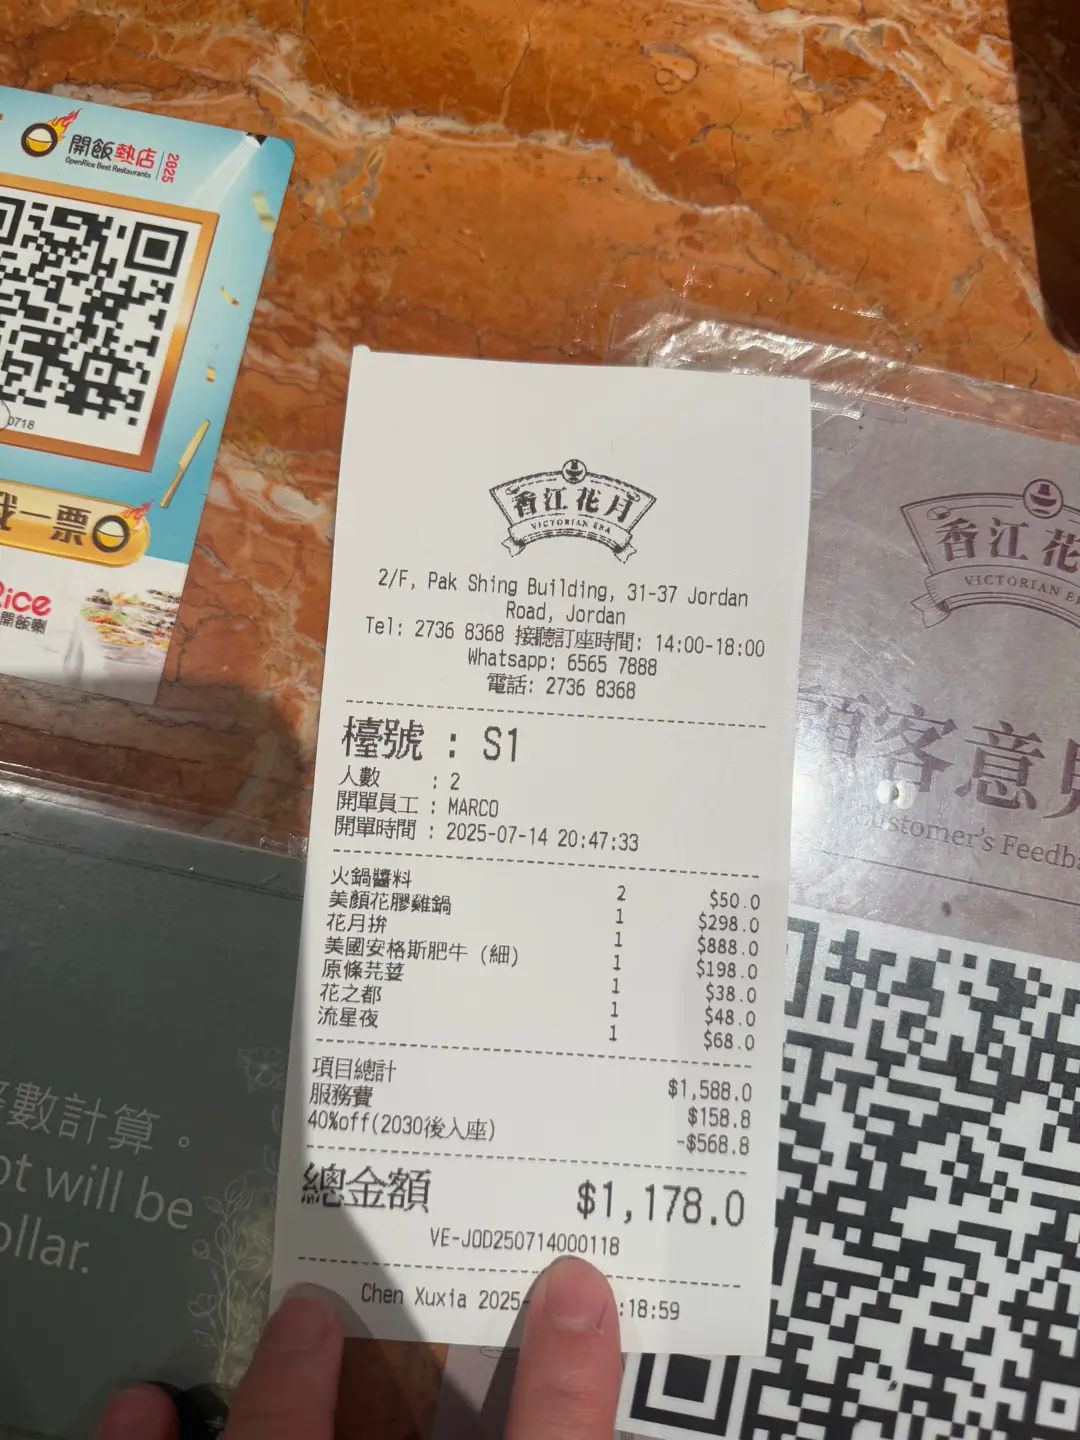 開飯熱店 2025
OpenRice Best Restaurants
0718
一票
Rice
開飯喇
香江花月
VICTORIAN ERA
2/F, Pak Shing Building, 31-37 Jordan
Road, Jordan
Tel: 2736 8368 接聽訂座時間: 14:00-18:00
Whatsapp: 6565 7888
電話: 2736 8368
檯號 : S1
人數 : 2
開單員工 : MARCO
開單時間 : 2025-07-14 20:47:33
火鍋醬料 2 $50.0
美顏花膠雞鍋 1 $298.0
花月拚 1 $888.0
美國安格斯肥牛 (細) 1 $198.0
原條芫荽 1 $38.0
花之都 1 $48.0
流星夜 1 $68.0
項目總計 $1,588.0
服務費 $158.8
40%off(2030後入座) -$568.8
總金額 $1,178.0
VE-JOD250714000118
Chen Xuxia 2025- :18:59
香江花
VICTORIAN
顧客意見
Customer's Feedb
數計算。
will be
ollar.